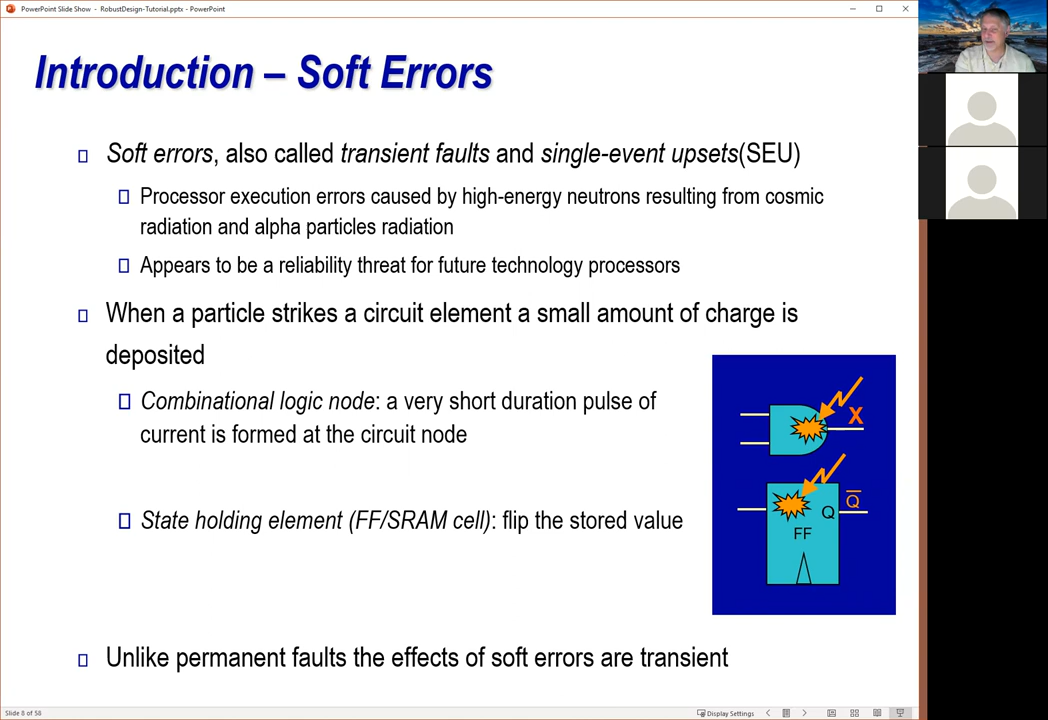 PowerPoint Slide Show - RobustDesign-Tutorial.pptx - PowerPoint
Introduction – Soft Errors
Soft errors, also called transient faults and single-event upsets(SEU)
Processor execution errors caused by high-energy neutrons resulting from cosmic
radiation and alpha particles radiation
Appears to be a reliability threat for future technology processors
When a particle strikes a circuit element a small amount of charge is
deposited
Combinational logic node: a very short duration pulse of
current is formed at the circuit node
X
State holding element (FF/SRAM cell): flip the stored value
Q Q̅
FF
Unlike permanent faults the effects of soft errors are transient
Slide 8 of 58
Display Settings